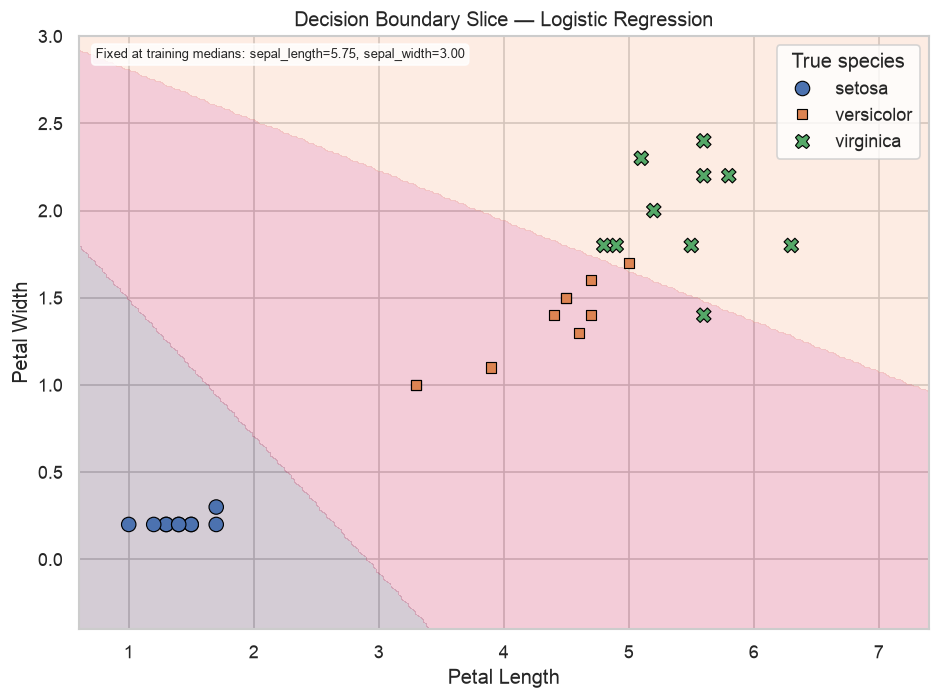 Decision Boundary Slice — Logistic Regression
Fixed at training medians: sepal_length=5.75, sepal_width=3.00
True species
setosa
versicolor
virginica
Petal Width
3.0
2.5
2.0
1.5
1.0
0.5
0.0
1 2 3 4 5 6 7
Petal Length